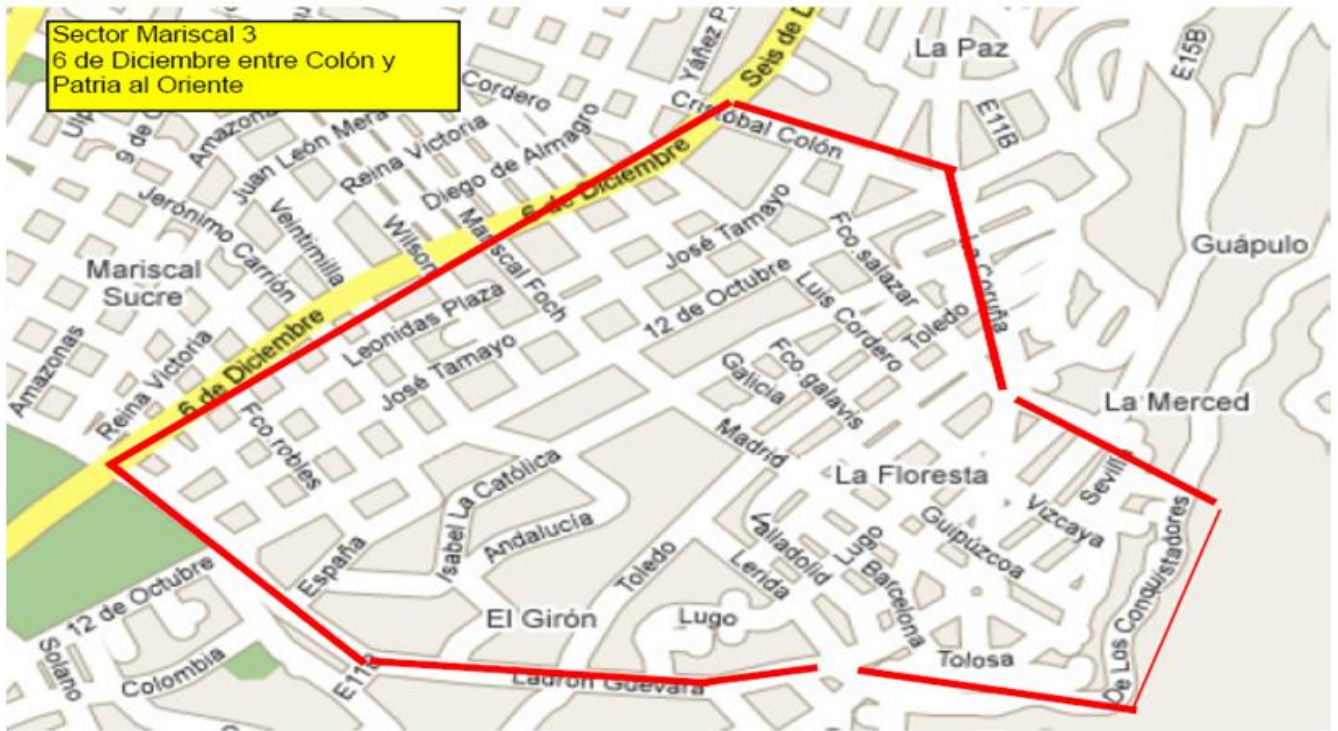 Sector Mariscal 3
6 de Diciembre entre Colón y
Patria al Oriente
Cordero
Yáñez P
Seis de D
La Paz
E15B
E11B
9 de O
Amazona
Juan León Mera
Reina Victoria
Diego de Almagro
Cristóbal Colón
6 de Diciembre
Jerónimo Carrión
Veintimilla
Wilson
Mariscal Foch
José Tamayo
Fco.salazar
La Coruña
Guápulo
Mariscal
Sucre
12 de Octubre
Luis Cordero
Toledo
Leonidas Plaza
6 de Diciembre
Amazonas
Reina Victoria
José Tamayo
Galicia
Fco.galavís
La Merced
Fco.robles
Madrid
La Floresta
Sevilla
Isabel La Católica
Andalucía
Vizcaya
Guipúzcoa
Valladolid
Lugo
España
Toledo
Lerida
Barcelona
De Los Conquistadores
12 de Octubre
El Girón
Lugo
Solano
Colombia
Tolosa
Ladrón Guevara